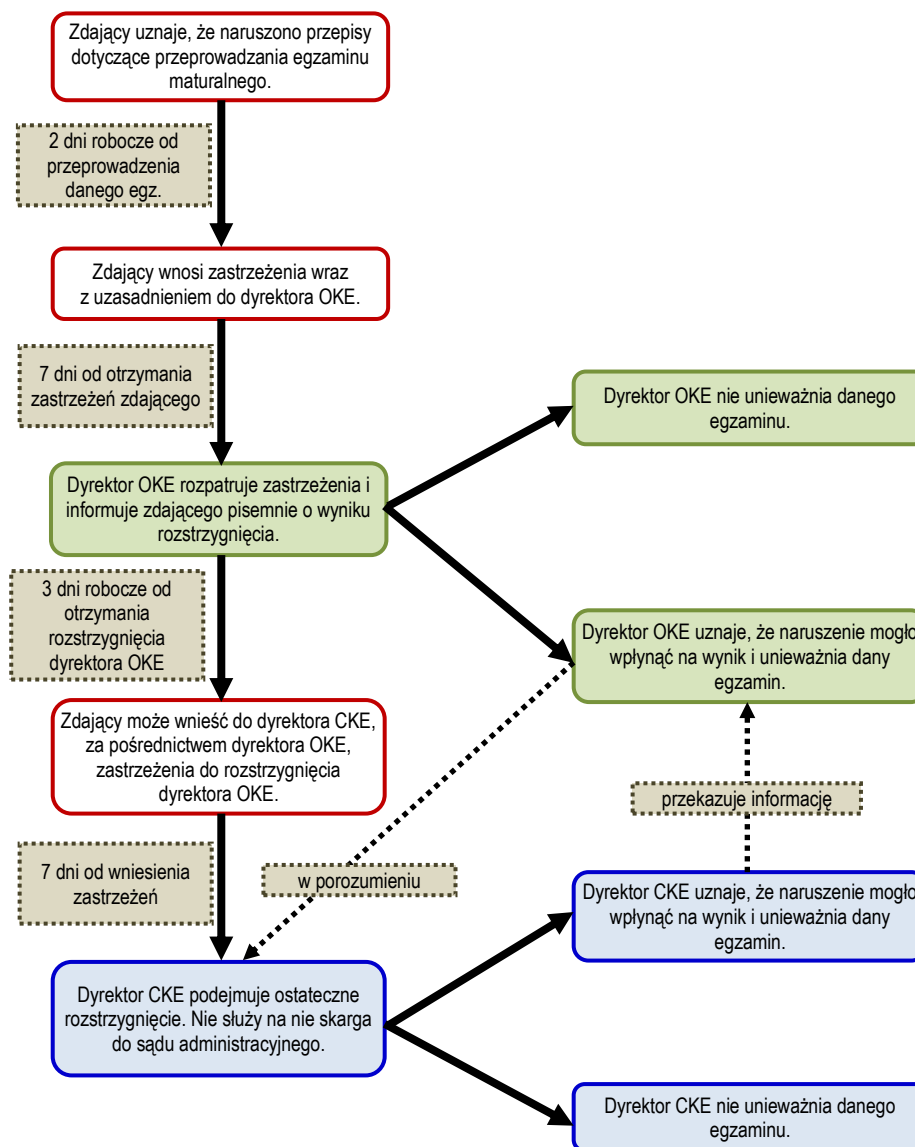 Zdający uznaje, że naruszono przepisy
dotyczące przeprowadzania egzaminu
maturalnego.
2 dni robocze od
przeprowadzenia
danego egz.
Zdający wnosi zastrzeżenia wraz
z uzasadnieniem do dyrektora OKE.
7 dni od otrzymania
zastrzeżeń zdającego
Dyrektor OKE nie unieważnia danego
egzaminu.
Dyrektor OKE rozpatruje zastrzeżenia i
informuje zdającego pisemnie o wyniku
rozstrzygnięcia.
3 dni robocze od
otrzymania
rozstrzygnięcia
dyrektora OKE
Dyrektor OKE uznaje, że naruszenie mogło
wpłynąć na wynik i unieważnia dany
egzamin.
Zdający może wnieść do dyrektora CKE,
za pośrednictwem dyrektora OKE,
zastrzeżenia do rozstrzygnięcia
dyrektora OKE.
przekazuje informację
7 dni od wniesienia
zastrzeżeń
w porozumieniu
Dyrektor CKE uznaje, że naruszenie mogło
wpłynąć na wynik i unieważnia dany
egzamin.
Dyrektor CKE podejmuje ostateczne
rozstrzygnięcie. Nie służy na nie skarga
do sądu administracyjnego.
Dyrektor CKE nie unieważnia danego
egzaminu.